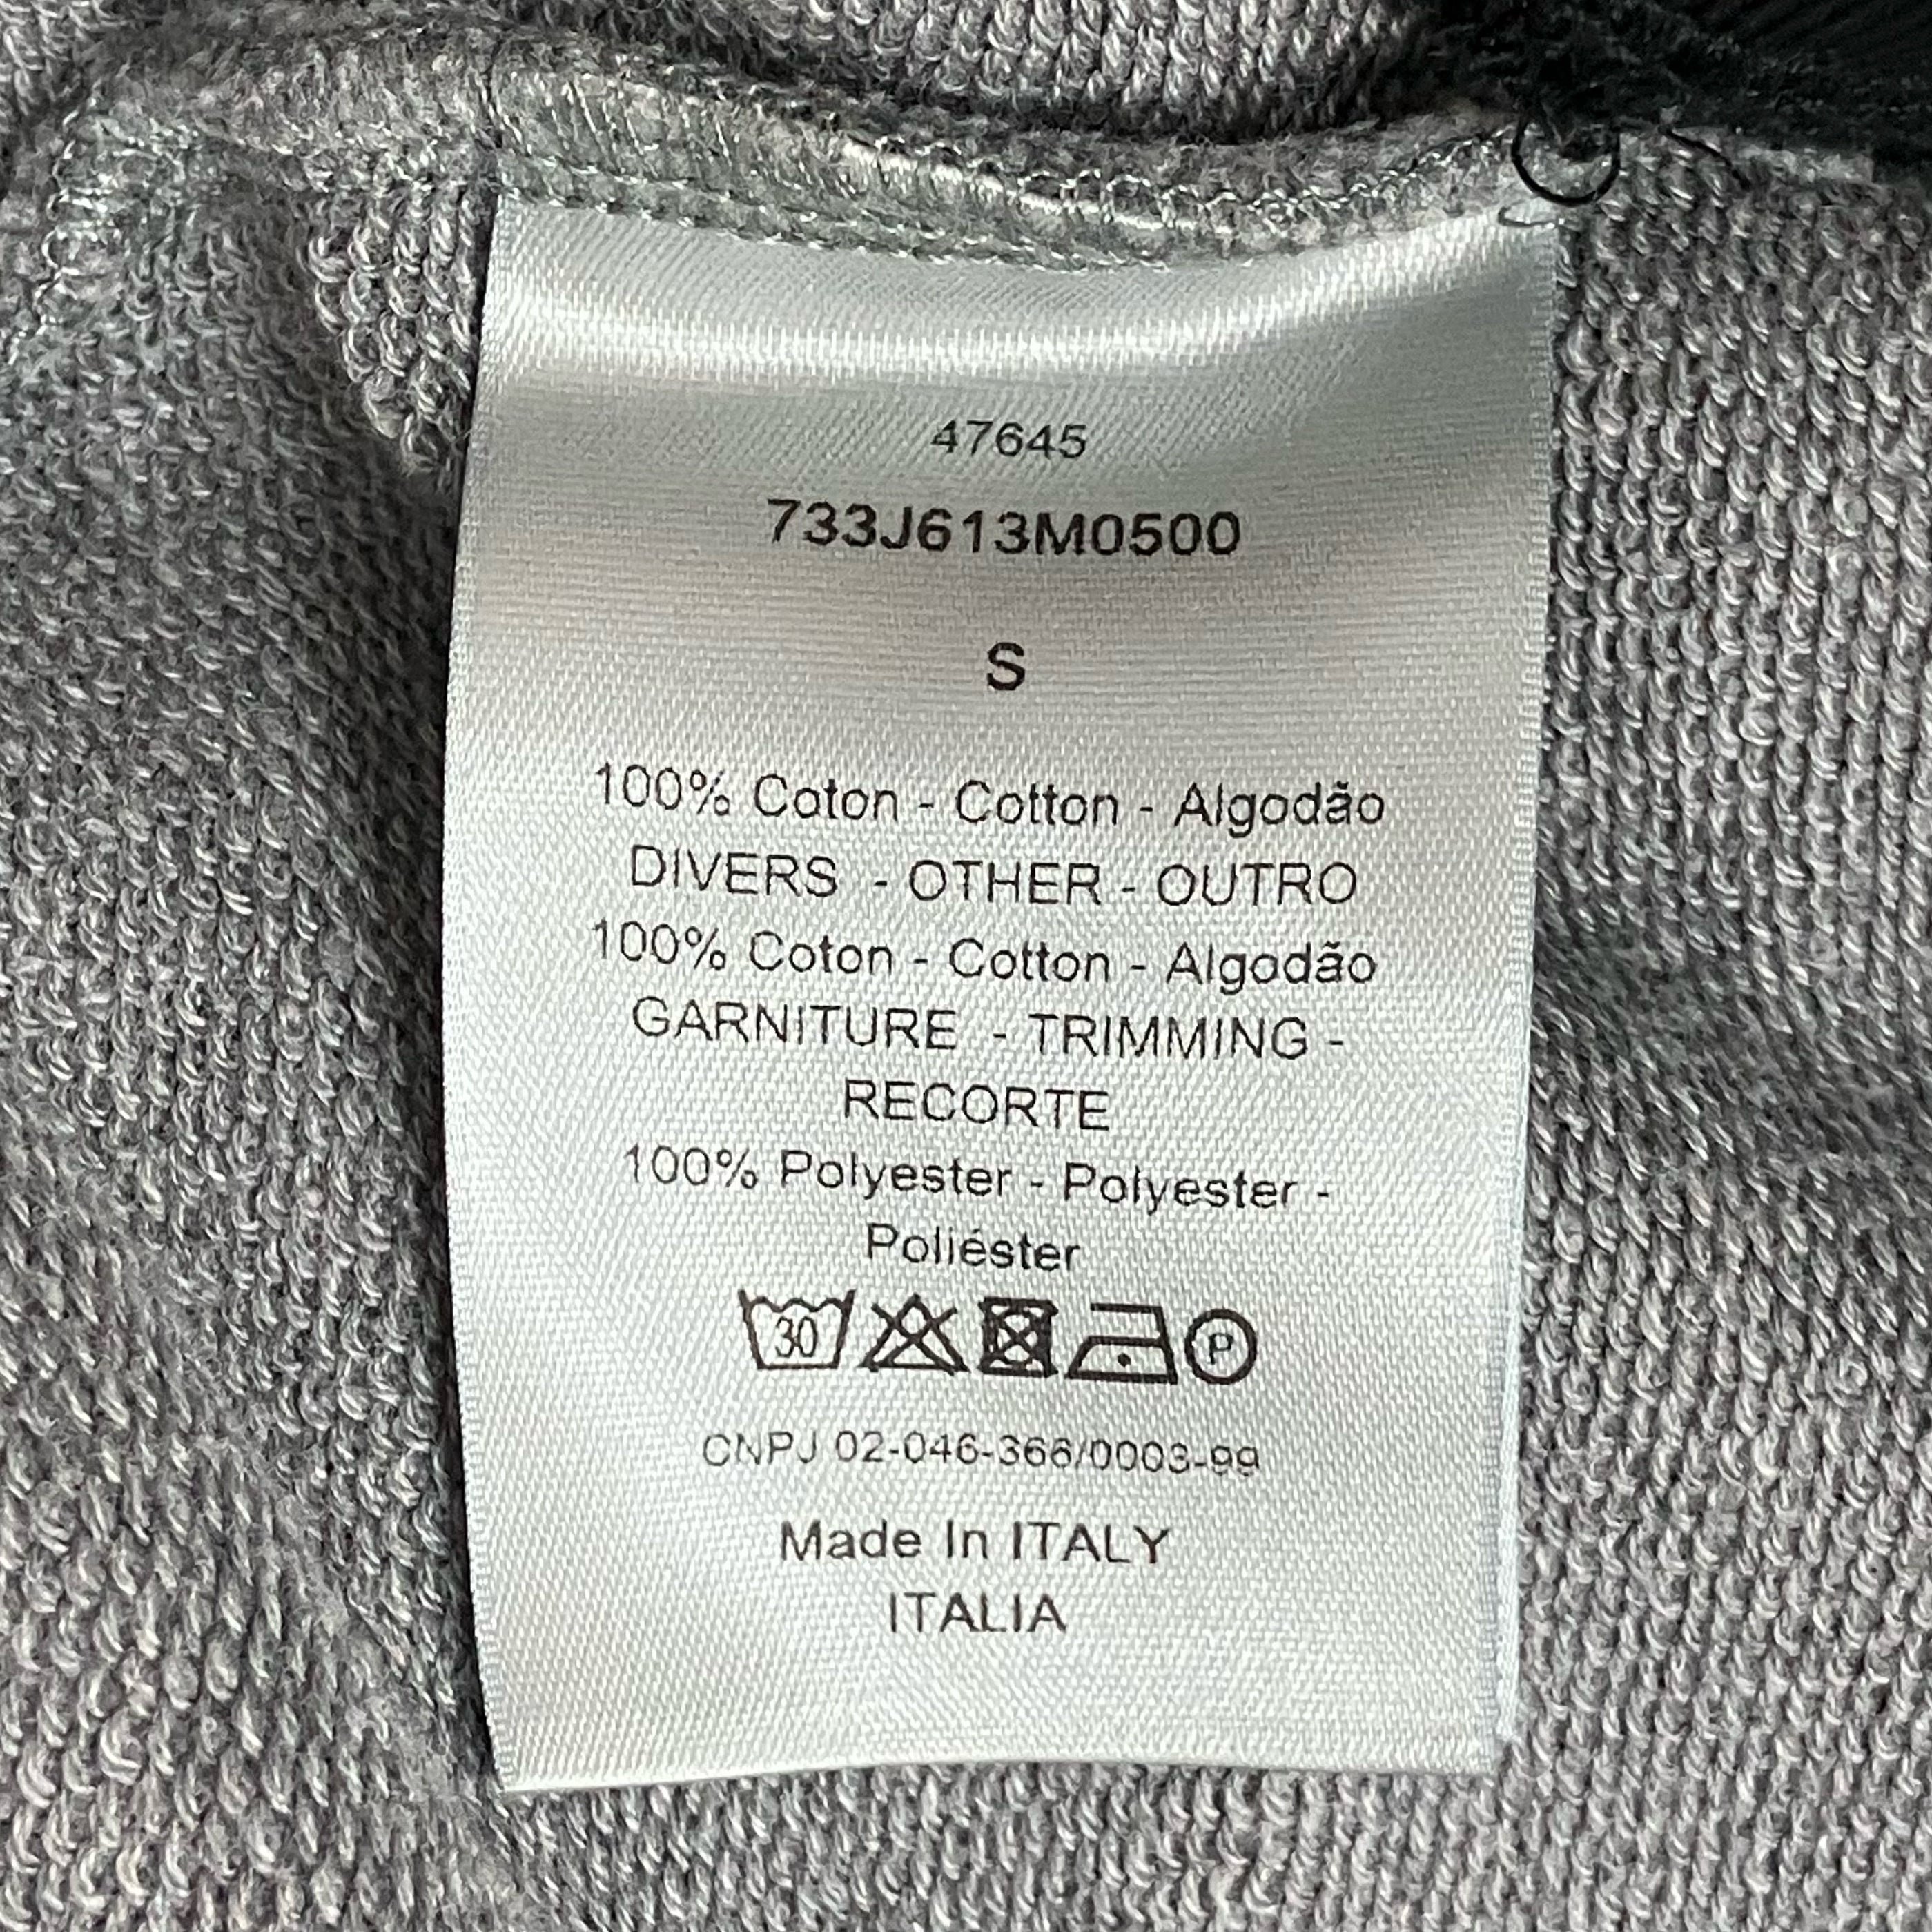 47645
733J613M0500
S
100% Coton - Cotton - Algodão
DIVERS - OTHER - OUTRO
100% Coton - Cotton - Algodão
GARNITURE - TRIMMING -
RECORTE
100% Polyester - Polyester -
Poliéster
30 P
CNPJ 02-046-366/0003-99
Made In ITALY
ITALIA